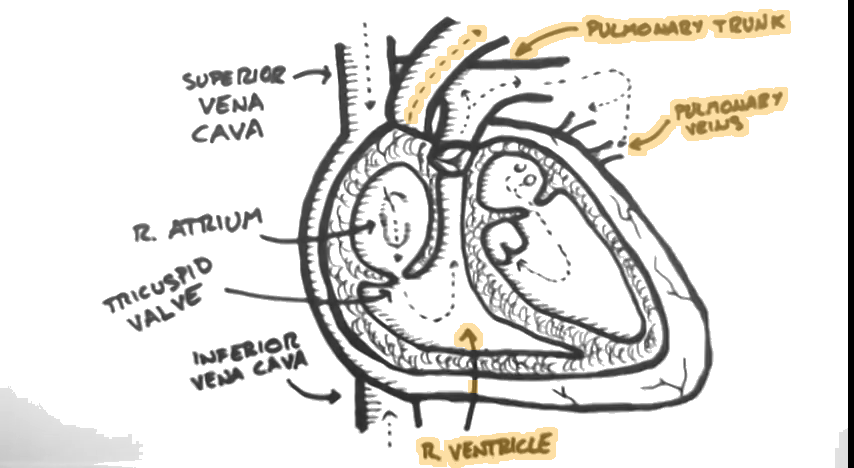 PULMONARY TRUNK
SUPERIOR
VENA
CAVA
PULMONARY
VEINS
R. ATRIUM
TRICUSPID
VALVE
INFERIOR
VENA CAVA
R. VENTRICLE